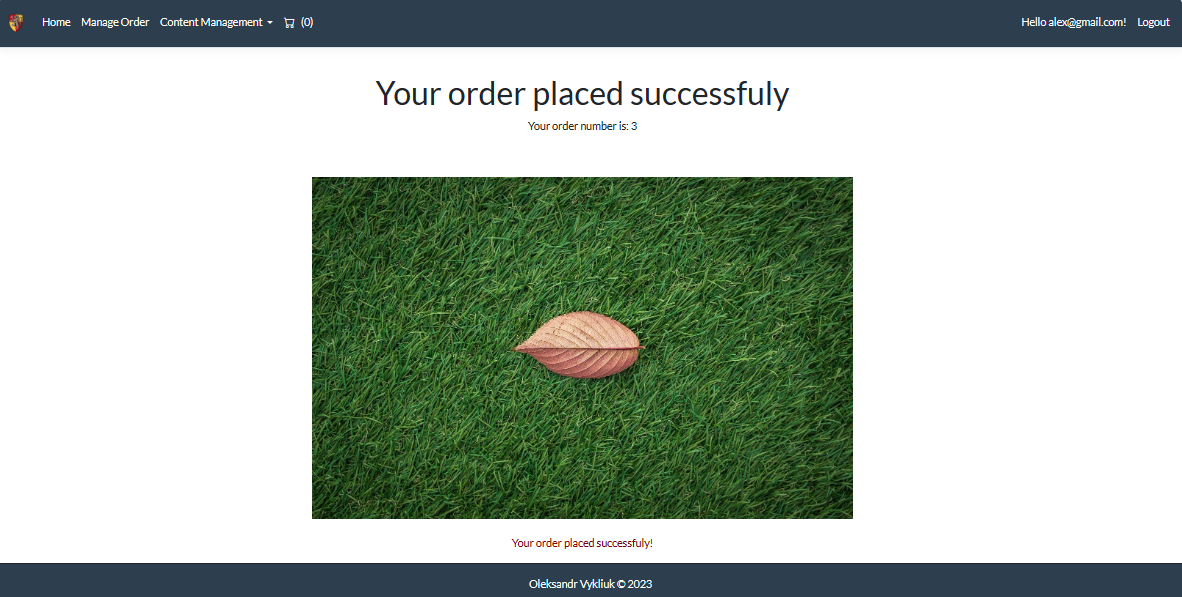 Home Manage Order Content Management (0) Hello alex@gmail.com! Logout
Your order placed successfuly
Your order number is: 3
Your order placed successfuly!
Oleksandr Vykliuk © 2023